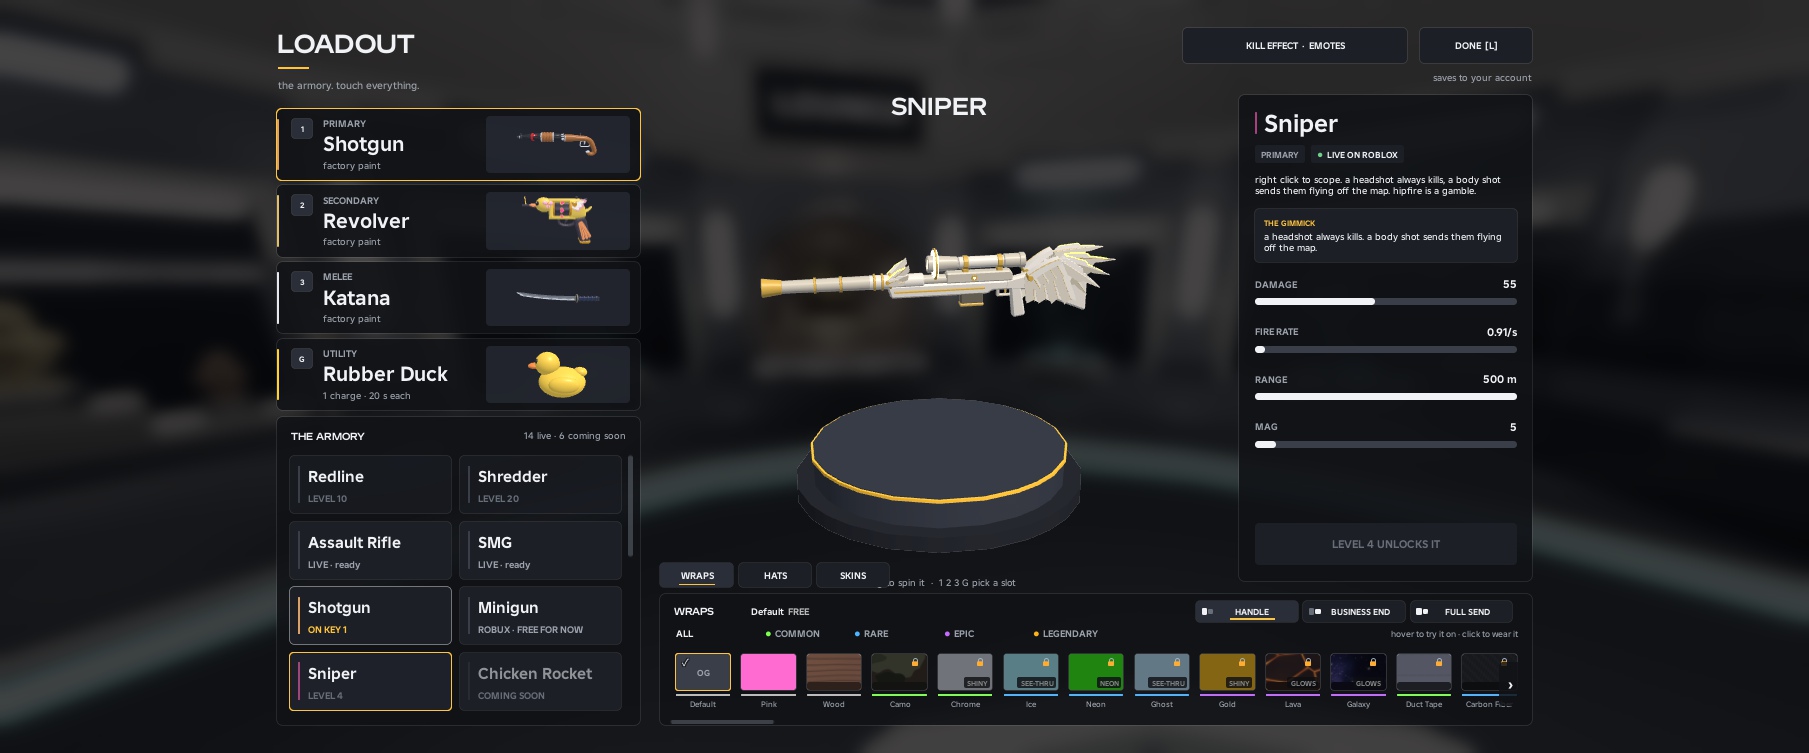 LOADOUT
the armory. touch everything.
1
PRIMARY
Shotgun
factory paint
2
SECONDARY
Revolver
factory paint
3
MELEE
Katana
factory paint
G
UTILITY
Rubber Duck
1 charge · 20 s each
THE ARMORY
14 live · 6 coming soon
Redline
LEVEL 10
Shredder
LEVEL 20
Assault Rifle
LIVE · ready
SMG
LIVE · ready
Shotgun
ON KEY 1
Minigun
ROBUX · FREE FOR NOW
Sniper
LEVEL 4
Chicken Rocket
COMING SOON
SNIPER
WRAPS
HATS
SKINS
to spin it · 1 2 3 G pick a slot
WRAPS
Default FREE
HANDLE
BUSINESS END
FULL SEND
ALL
COMMON
RARE
EPIC
LEGENDARY
hover to try it on · click to wear it
OG
SHINY
SEE-THRU
NEON
SEE-THRU
SHINY
GLOWS
GLOWS
›
Default
Pink
Wood
Camo
Chrome
Ice
Neon
Ghost
Gold
Lava
Galaxy
Duct Tape
Carbon
KILL EFFECT · EMOTES
DONE [L]
saves to your account
Sniper
PRIMARY
LIVE ON ROBLOX
right click to scope. a headshot always kills, a body shot
sends them flying off the map. hipfire is a gamble.
THE GIMMICK
a headshot always kills. a body shot sends them flying
off the map.
DAMAGE
55
FIRE RATE
0.91/s
RANGE
500 m
MAG
5
LEVEL 4 UNLOCKS IT